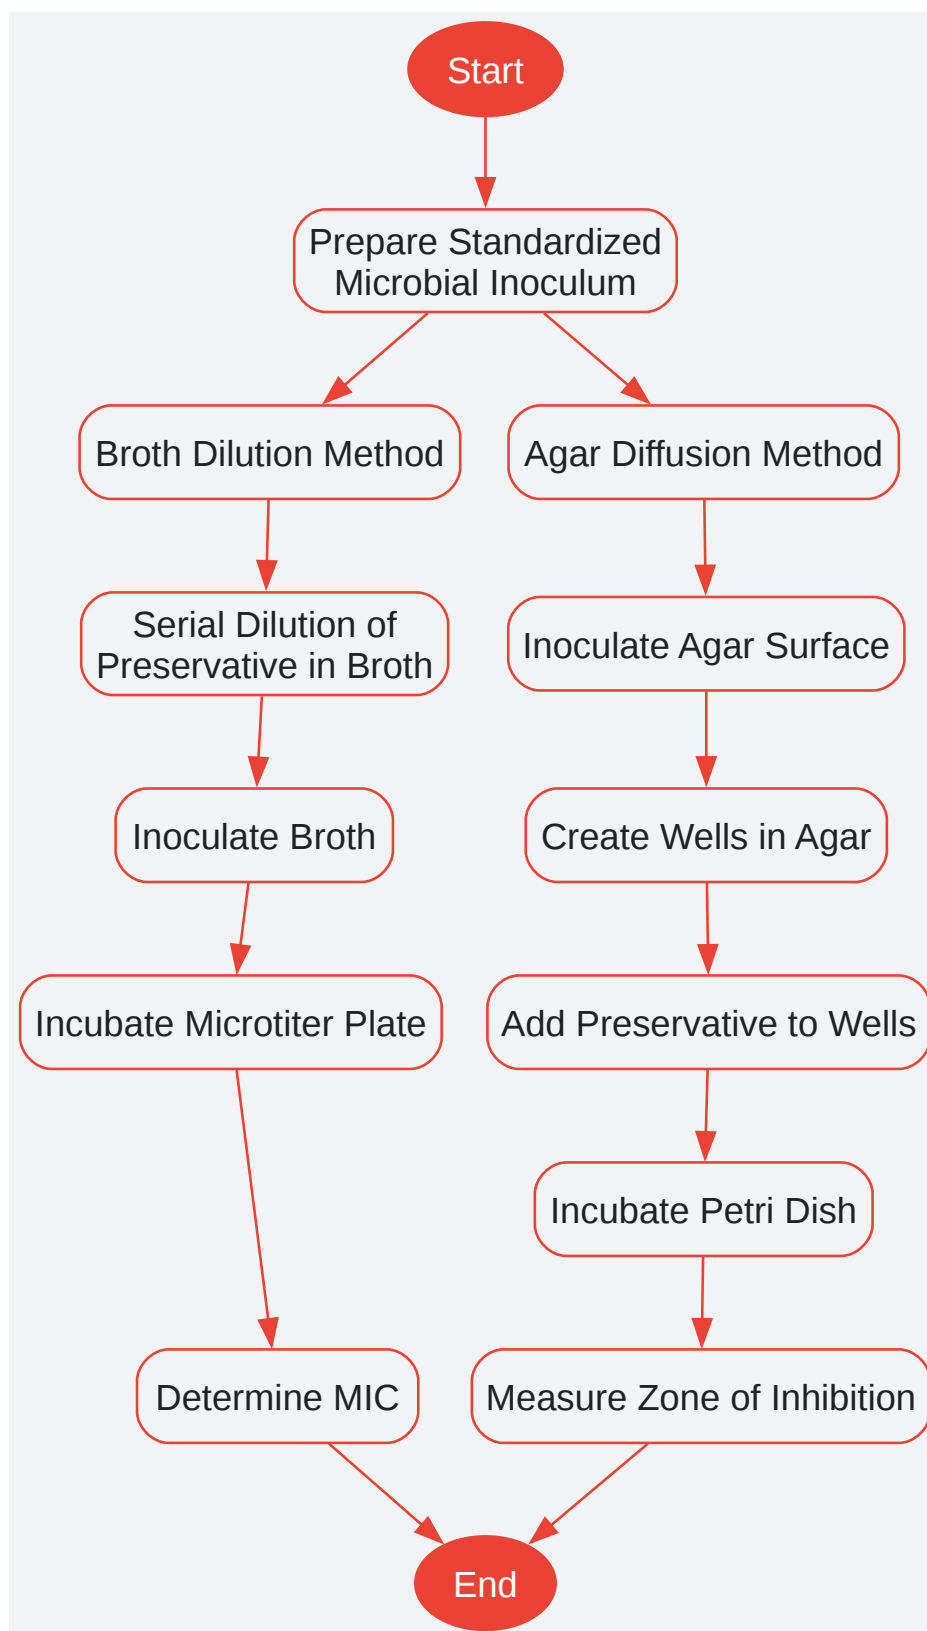 Start
Prepare Standardized
Microbial Inoculum
Broth Dilution Method
Agar Diffusion Method
Serial Dilution of
Preservative in Broth
Inoculate Agar Surface
Inoculate Broth
Create Wells in Agar
Incubate Microtiter Plate
Add Preservative to Wells
Incubate Petri Dish
Determine MIC
Measure Zone of Inhibition
End